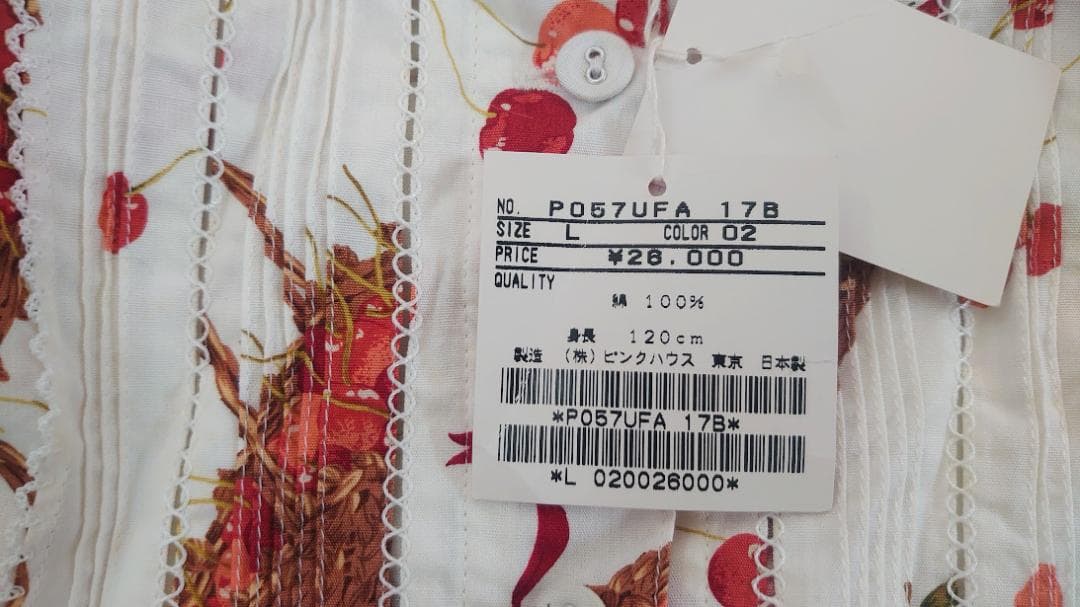 NO. P057UFA 17B
SIZE L COLOR 02
PRICE ¥26.000
QUALITY
綿 100%
身長 120cm
製造 (株)ピンクハウス 東京 日本製
*P057UFA 17B*
*L 020026000*